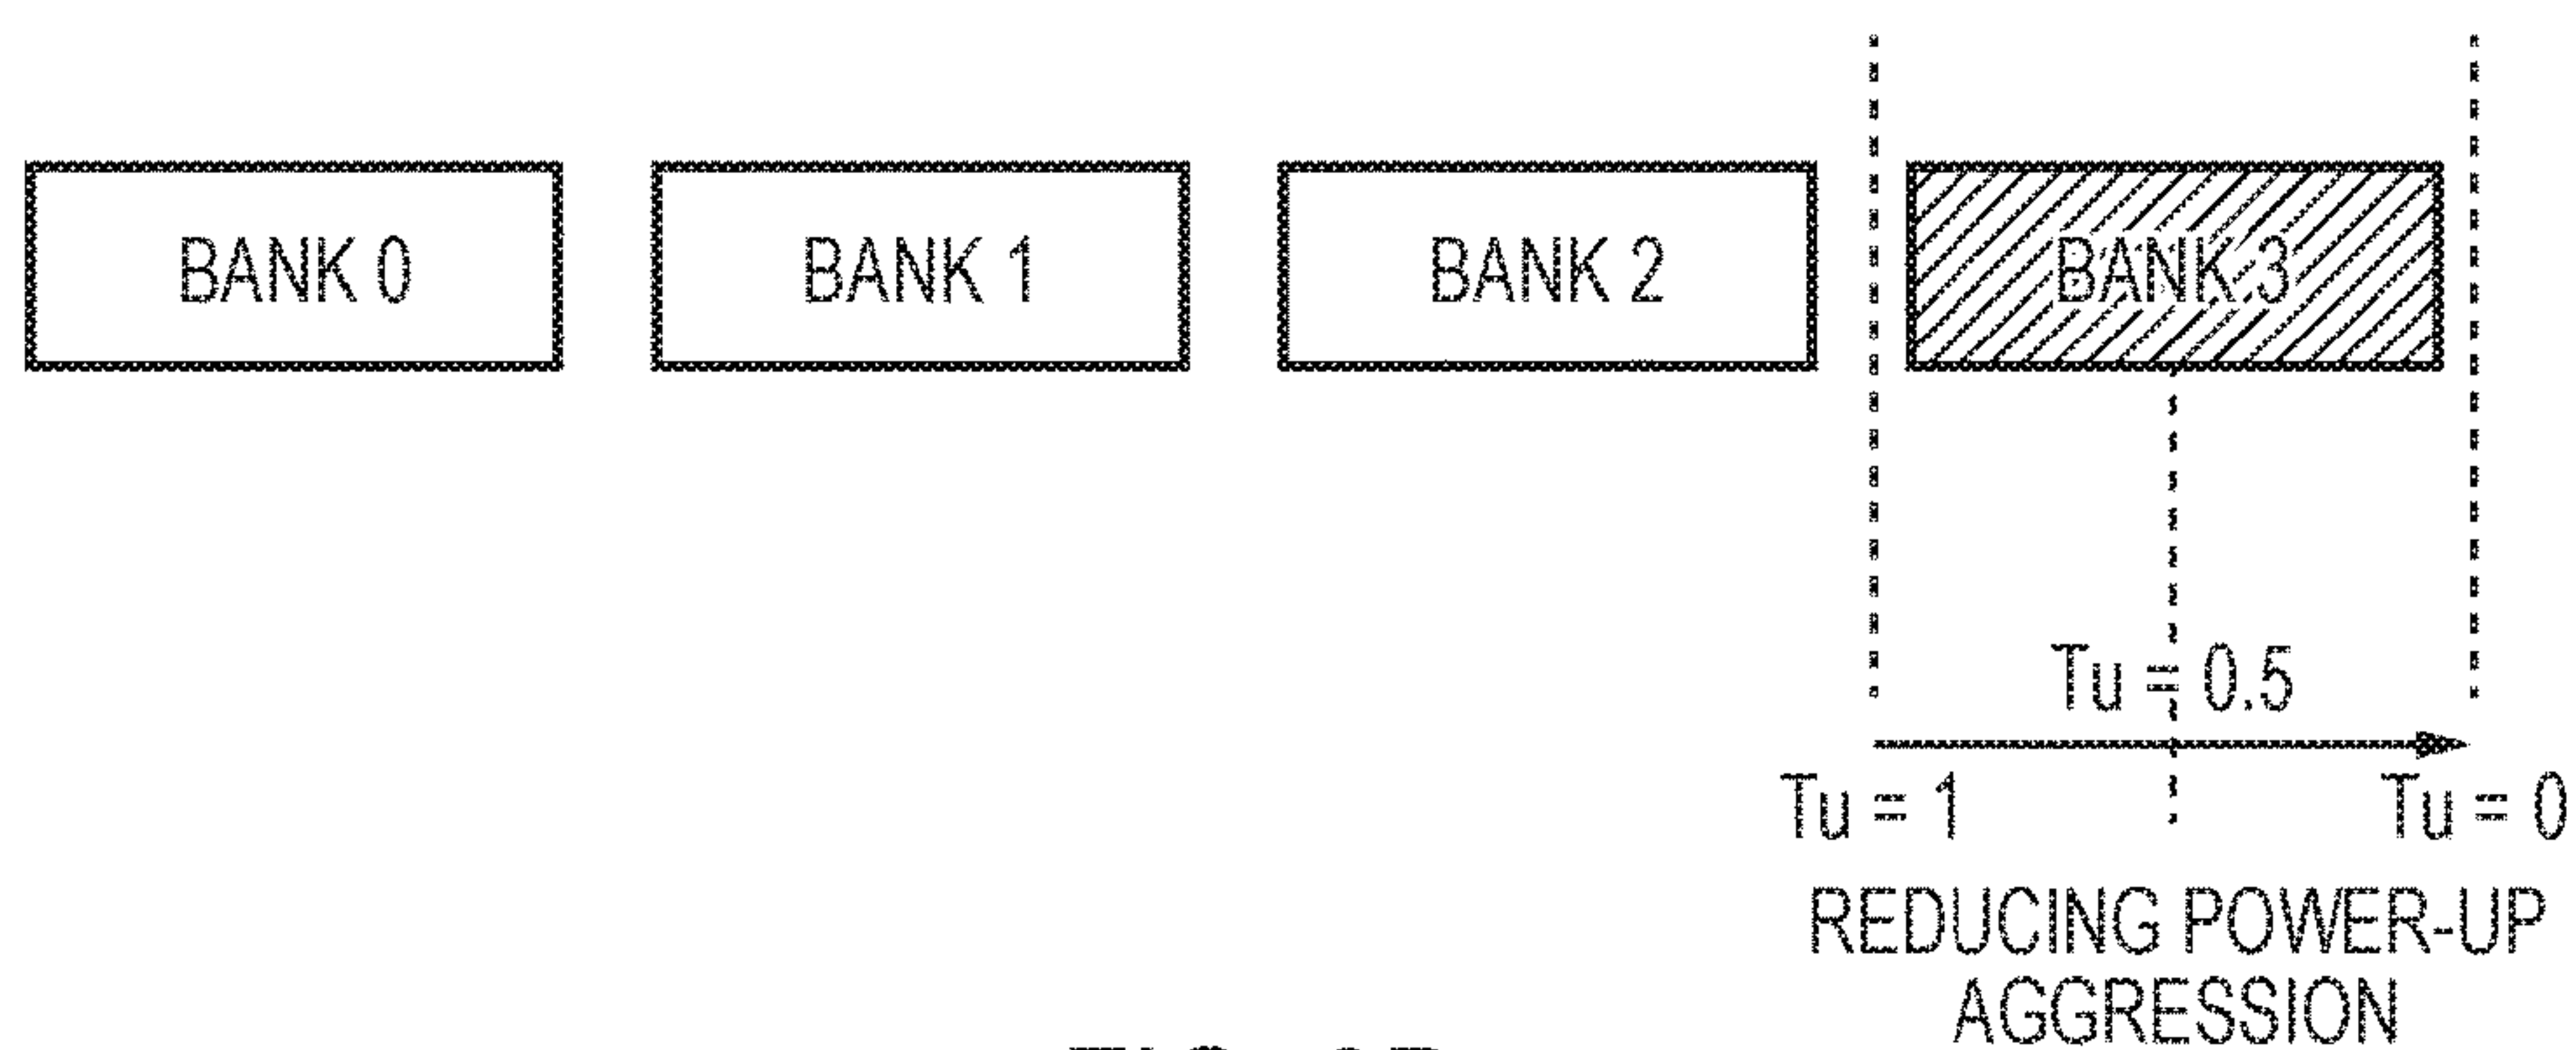 BANK 0 BANK 1 BANK 2 BANK 3
Tu = 0.5
Tu = 1 Tu = 0
REDUCING POWER-UP
AGGRESSION